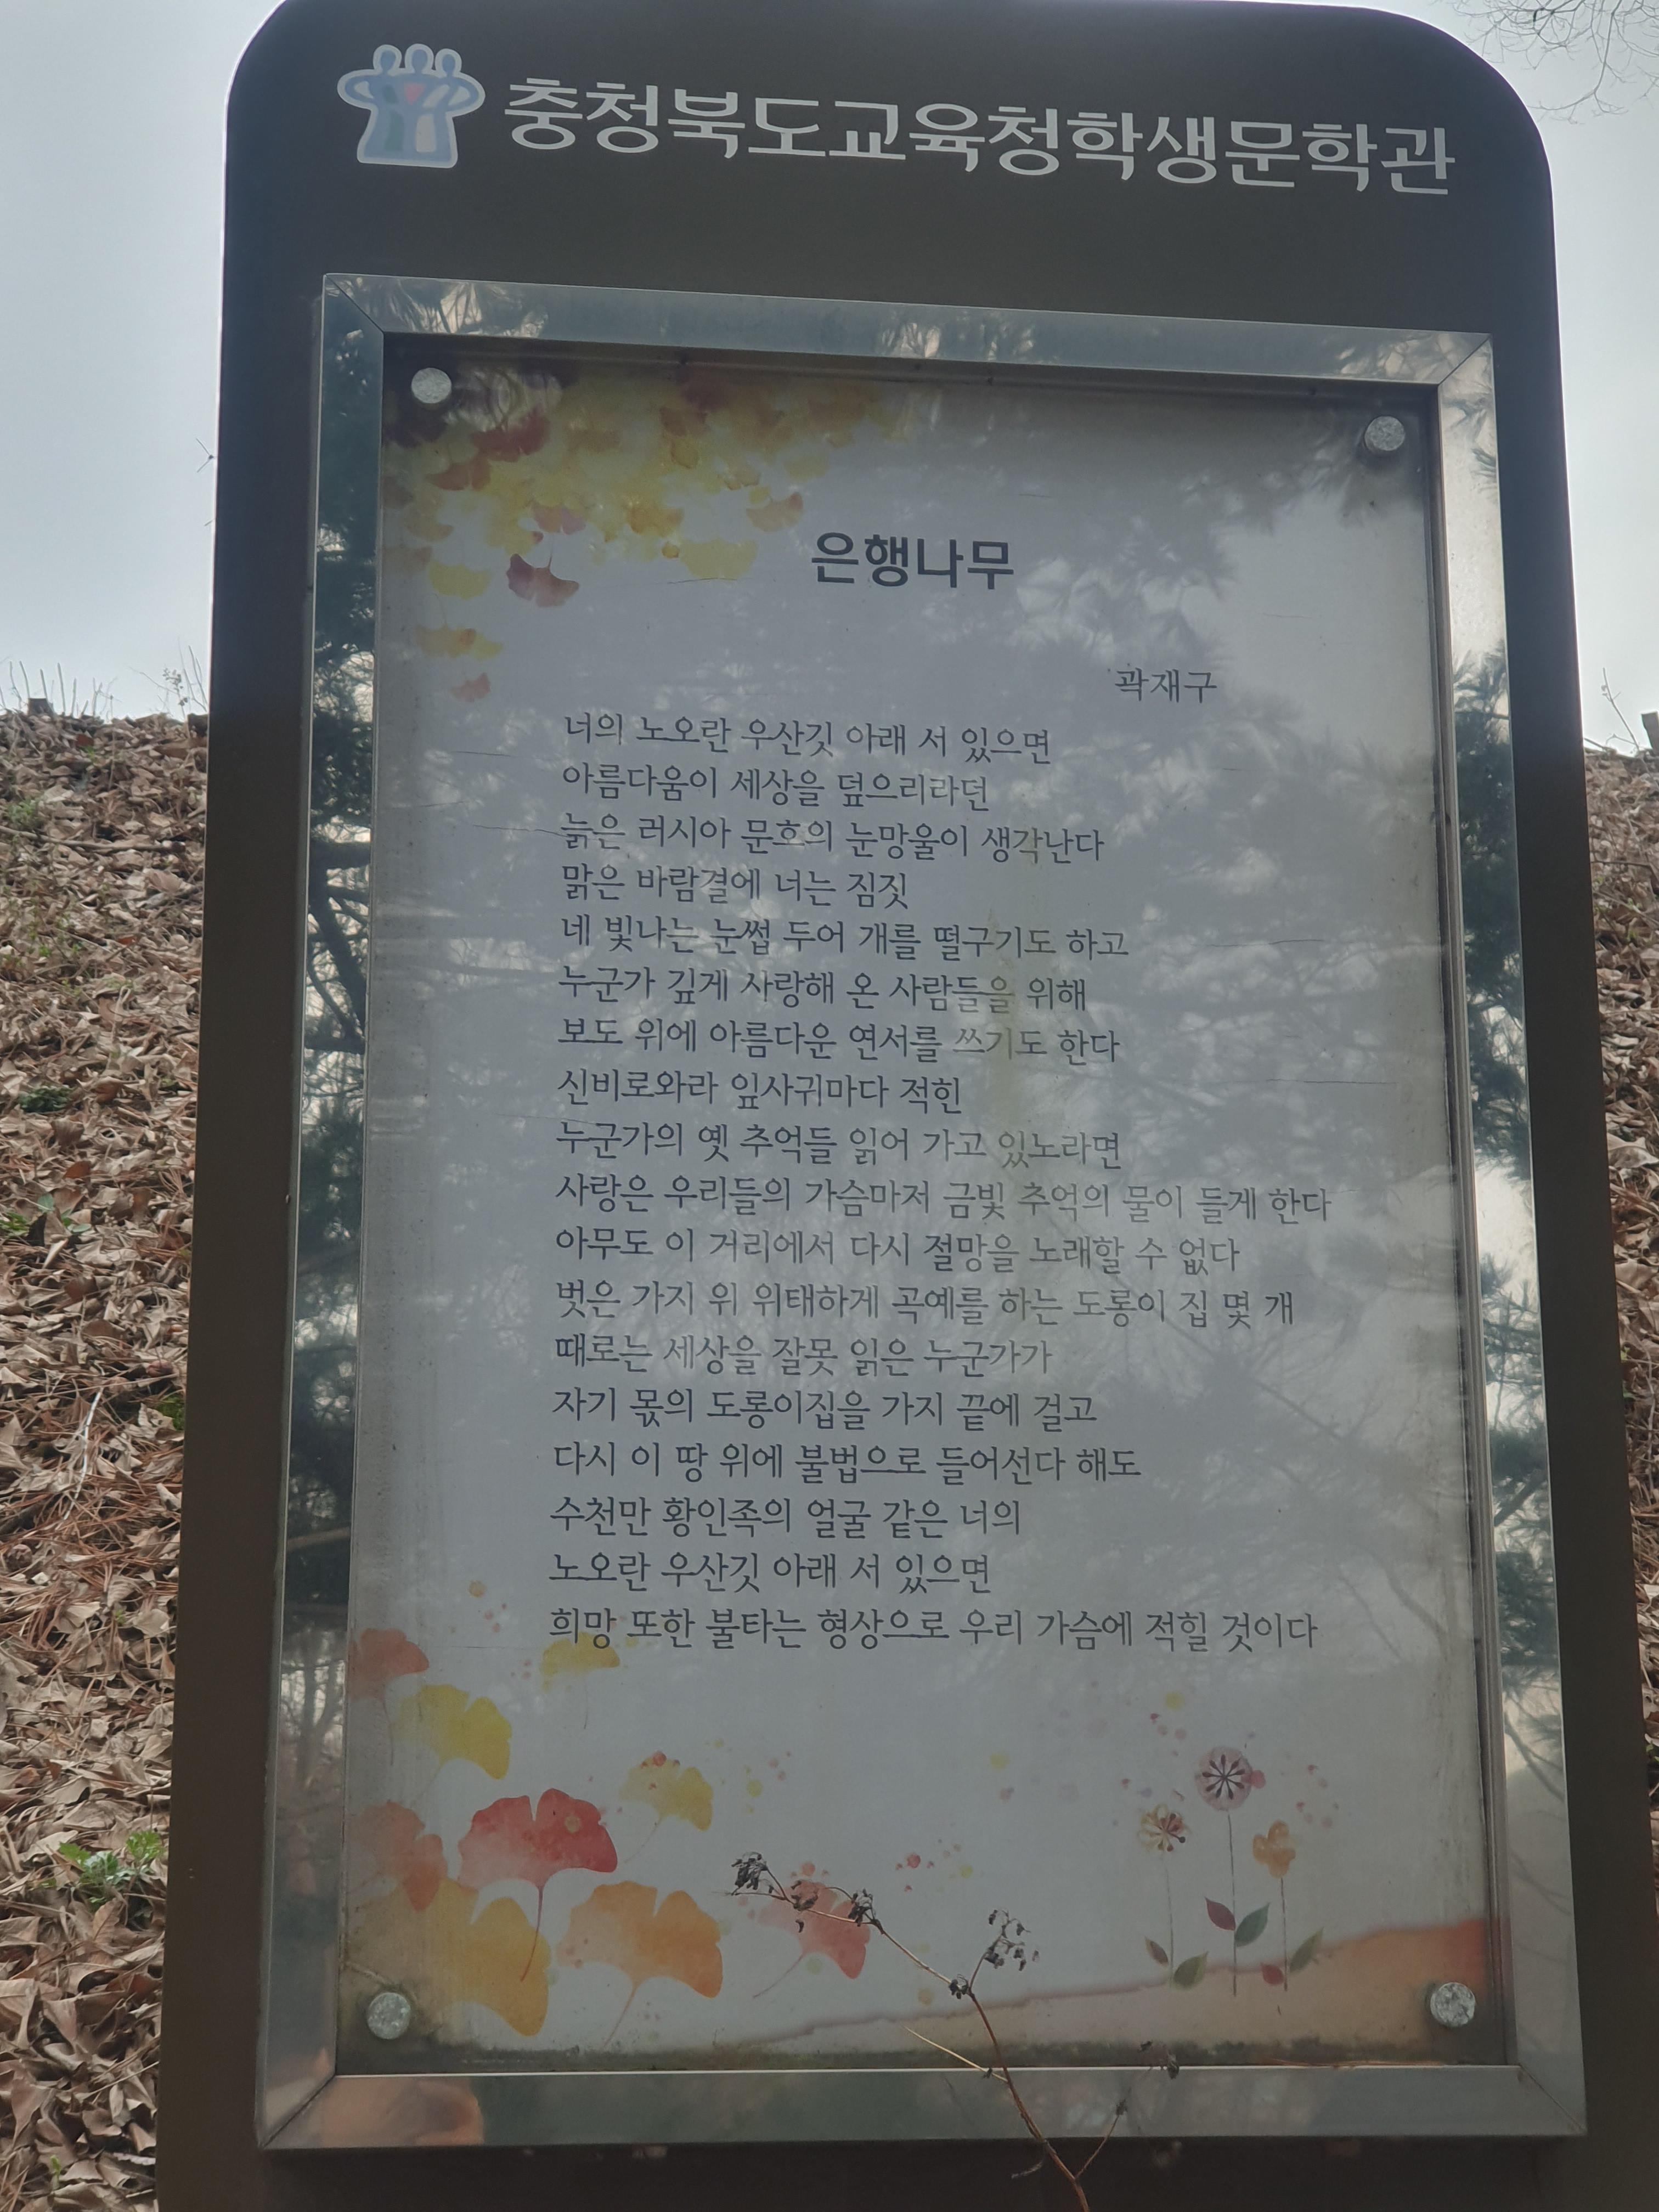 충청북도교육청학생문학관
은행나무
곽재구
너의 노오란 우산깃 아래 서 있으면
아름다움이 세상을 덮으리라던
늙은 러시아 문호의 눈망울이 생각난다
맑은 바람결에 너는 짐짓
네 빛나는 눈썹 두어 개를 떨구기도 하고
누군가 깊게 사랑해 온 사람들을 위해
보도 위에 아름다운 연서를 쓰기도 한다
신비로와라 잎사귀마다 적힌
누군가의 옛 추억들 읽어 가고 있노라면
사랑은 우리들의 가슴마저 금빛 추억의 물이 들게 한다
아무도 이 거리에서 다시 절망을 노래할 수 없다
벗은 가지 위 위태하게 곡예를 하는 도롱이 집 몇 개
때로는 세상을 잘못 읽은 누군가가
자기 몫의 도롱이집을 가지 끝에 걸고
다시 이 땅 위에 불법으로 들어선다 해도
수천만 황인족의 얼굴 같은 너의
노오란 우산깃 아래 서 있으면
희망 또한 불타는 형상으로 우리 가슴에 적힐 것이다